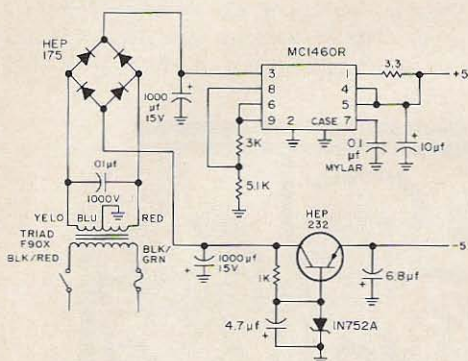 HEP
175
MC1460R
3
8
6
9
2
CASE
1
4
5
7
3.3
+5
1000
µf
15V
3K
5.1K
0.1
µf
MYLAR
10µf
.01µf
1000V
YELO
BLU
RED
TRIAD
F90X
BLK/RED
BLK/
GRN
1000µf
15V
1K
HEP
232
-5
6.8µf
4.7µf
1N752A